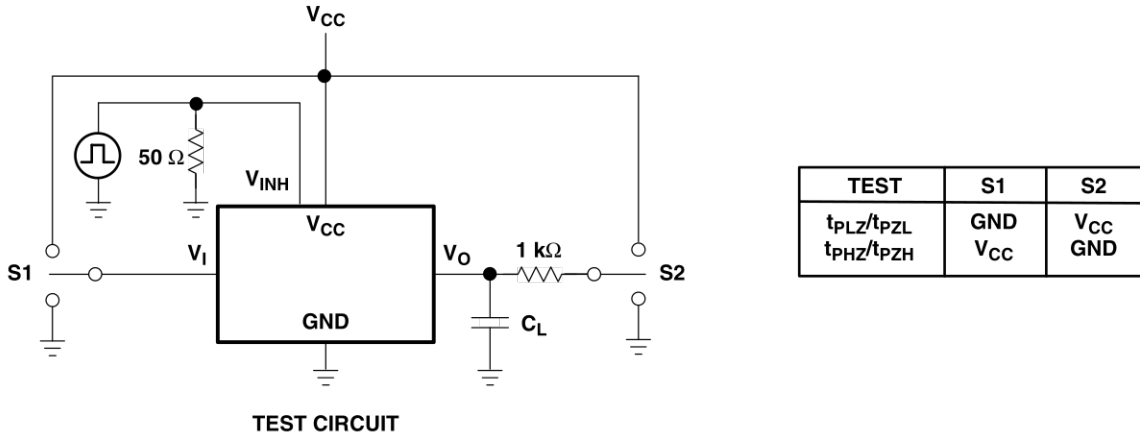 VCC
50 Ω
VINH
VCC
VI
VO
1 kΩ
S1
S2
GND
CL
TEST CIRCUIT
TEST S1 S2
tPLZ/tPZL GND VCC
tPHZ/tPZH VCC GND